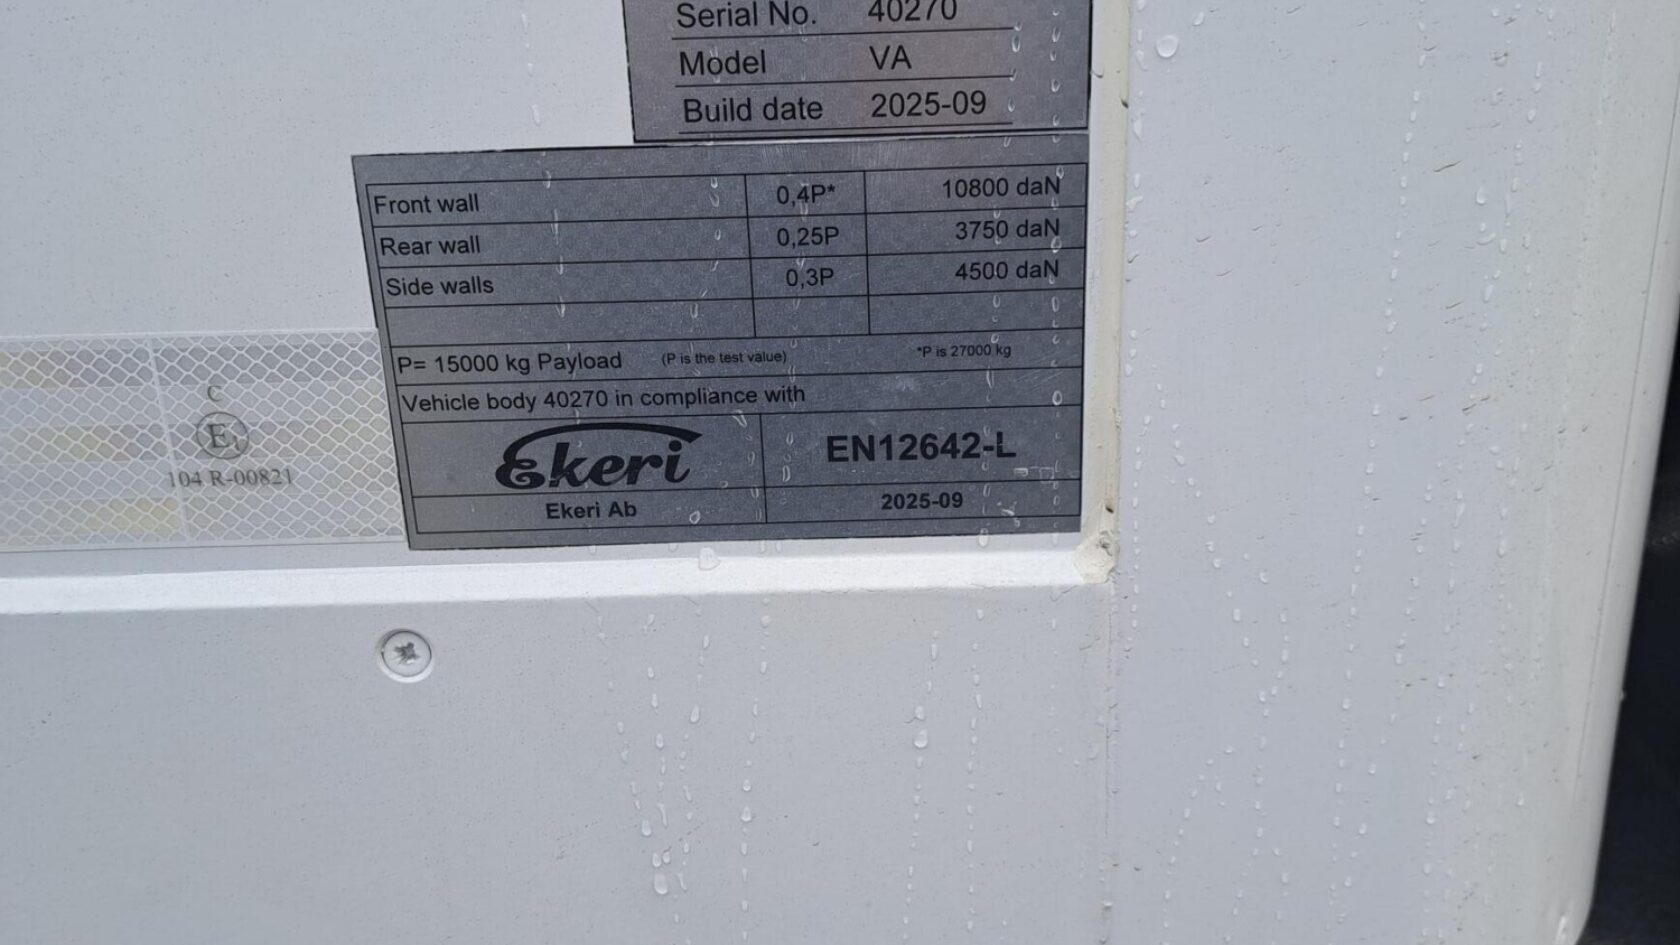 Serial No. 40270
Model VA
Build date 2025-09
Front wall 0,4P* 10800 daN
Rear wall 0,25P 3750 daN
Side walls 0,3P 4500 daN
P= 15000 kg Payload (P is the test value) *P is 27000 kg
Vehicle body 40270 in compliance with
Ekeri EN12642-L
Ekeri Ab 2025-09
C
E1
104 R-00821